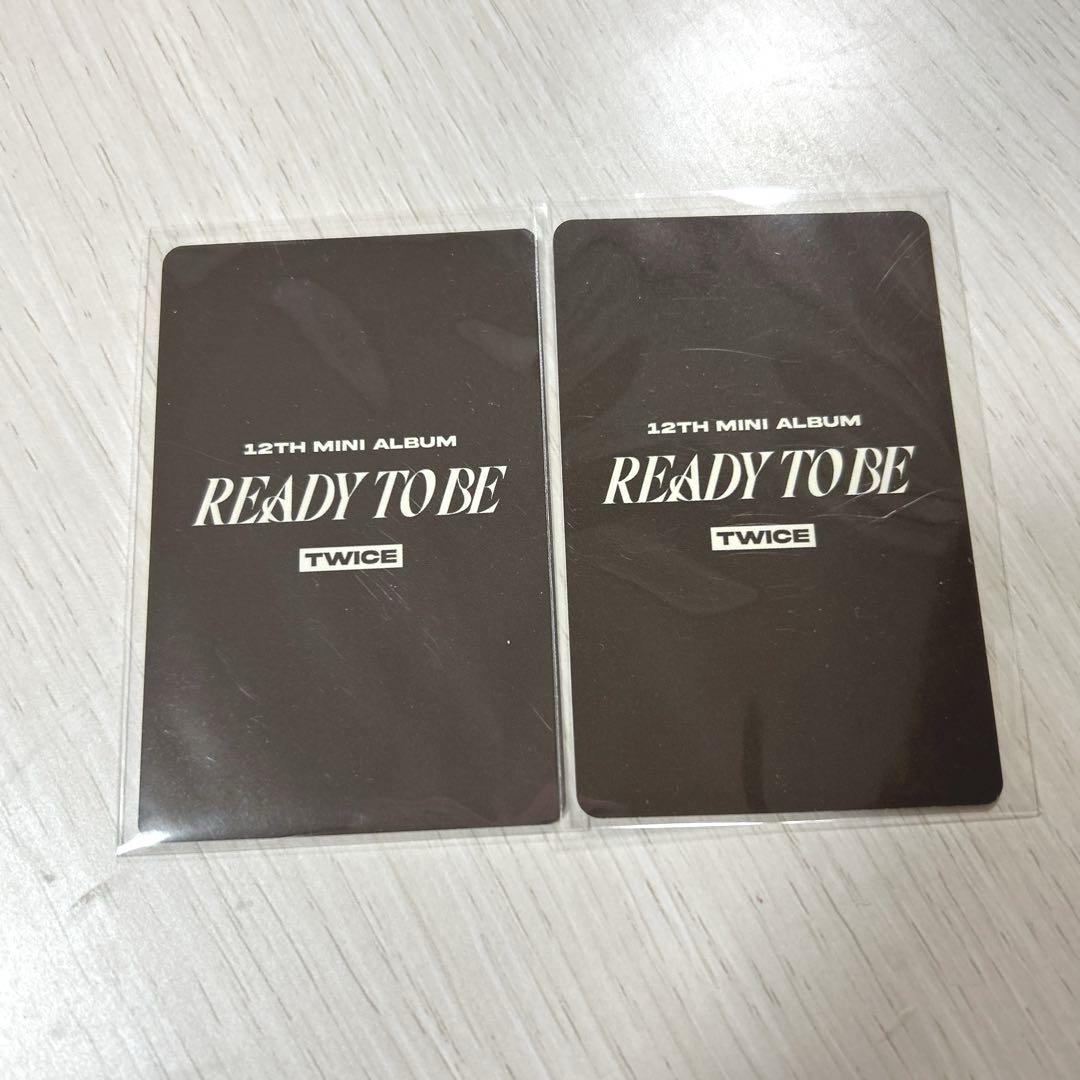 12TH MINI ALBUM
READY TO BE
TWICE
12TH MINI ALBUM
READY TO BE
TWICE